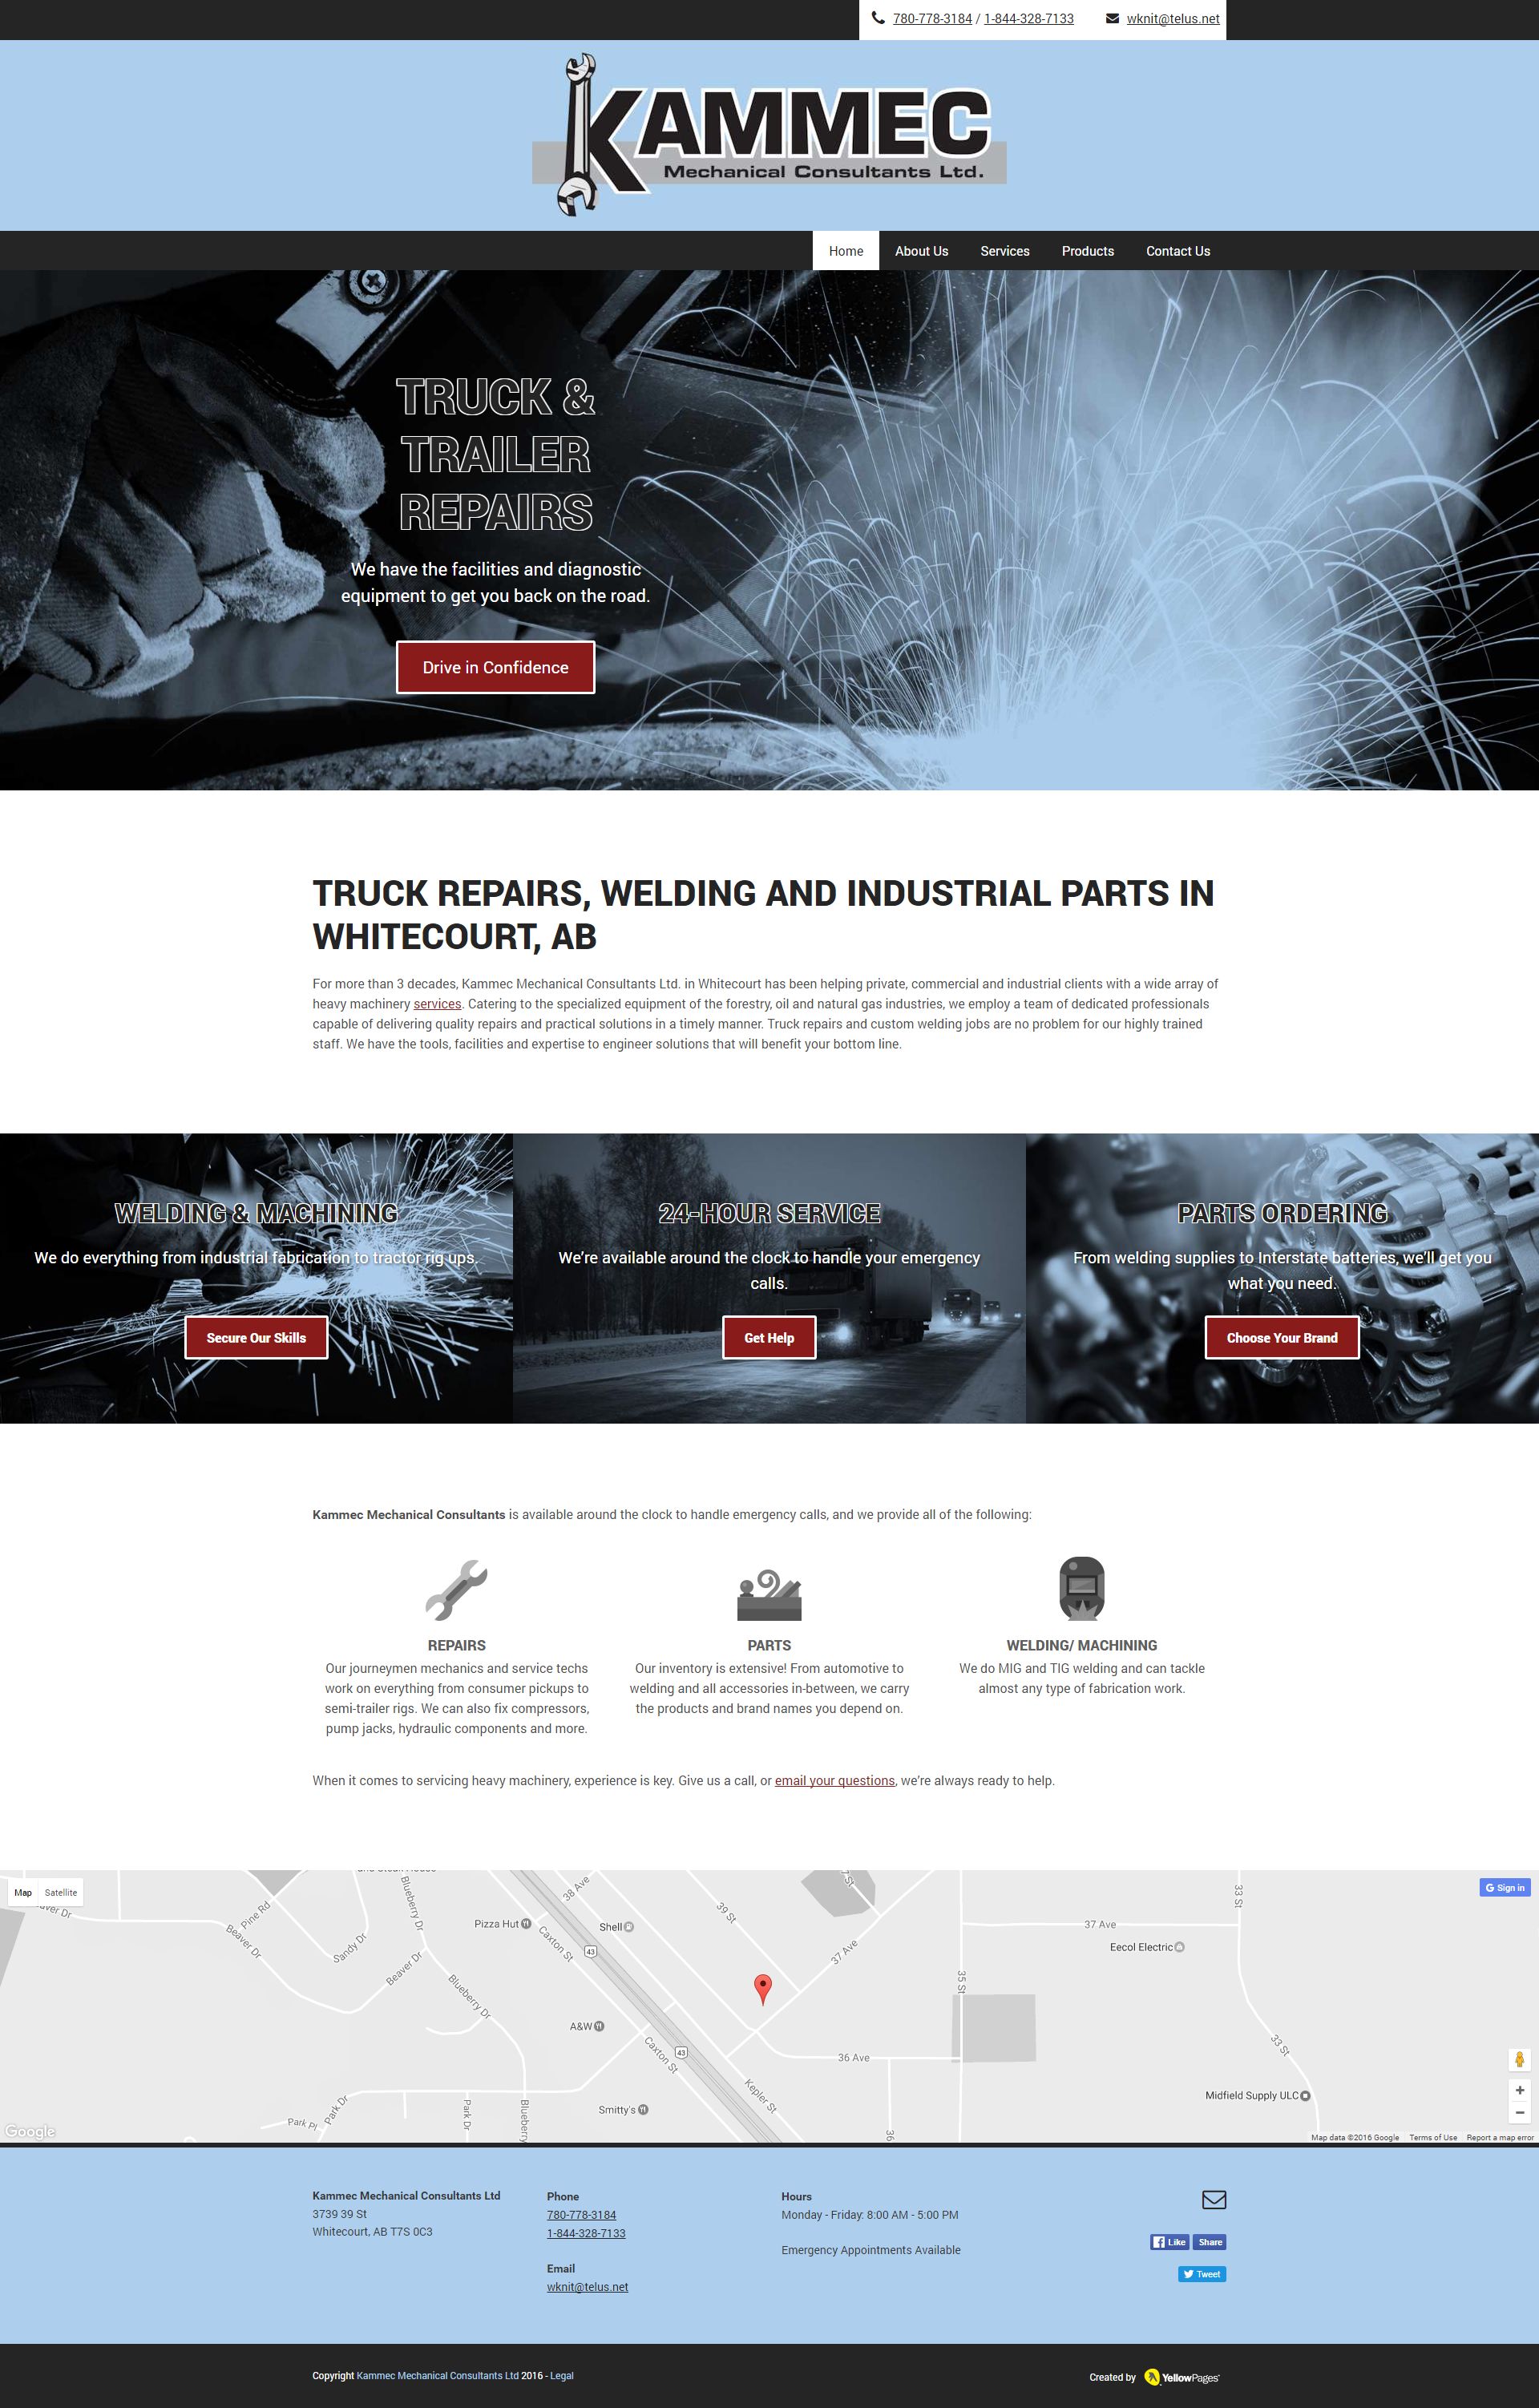 780-778-3184 / 1-844-328-7133 wknit@telus.net
KAMMEC
Mechanical Consultants Ltd.
Home About Us Services Products Contact Us
TRUCK &
TRAILER
REPAIRS
We have the facilities and diagnostic
equipment to get you back on the road.
Drive in Confidence
TRUCK REPAIRS, WELDING AND INDUSTRIAL PARTS IN
WHITECOURT, AB
For more than 3 decades, Kammec Mechanical Consultants Ltd. in Whitecourt has been helping private, commercial and industrial clients with a wide array of
heavy machinery services. Catering to the specialized equipment of the forestry, oil and natural gas industries, we employ a team of dedicated professionals
capable of delivering quality repairs and practical solutions in a timely manner. Truck repairs and custom welding jobs are no problem for our highly trained
staff. We have the tools, facilities and expertise to engineer solutions that will benefit your bottom line.
WELDING & MACHINING
We do everything from industrial fabrication to tractor rig ups.
Secure Our Skills
24-HOUR SERVICE
We're available around the clock to handle your emergency
calls.
Get Help
PARTS ORDERING
From welding supplies to Interstate batteries, we'll get you
what you need.
Choose Your Brand
Kammec Mechanical Consultants is available around the clock to handle emergency calls, and we provide all of the following:
REPAIRS
Our journeymen mechanics and service techs
work on everything from consumer pickups to
semi-trailer rigs. We can also fix compressors,
pump jacks, hydraulic components and more.
PARTS
Our inventory is extensive! From automotive to
welding and all accessories in-between, we carry
the products and brand names you depend on.
WELDING/ MACHINING
We do MIG and TIG welding and can tackle
almost any type of fabrication work.
When it comes to servicing heavy machinery, experience is key. Give us a call, or email your questions, we're always ready to help.
Map Satellite
Sign in
Pine Rd
Beaver Dr
Sandy Dr
Beaver Dr
Blueberry Dr
Blueberry Dr
Pizza Hut
Caxton St
43
38 Ave
Shell
39 St
37 Ave
37 Ave
33 St
Eecol Electric
35 St
A&W
Caxton St
43
36 Ave
33 St
Kepler St
Midfield Supply ULC
Park Pl
Park Dr
Park Dr
Blueberry
Smitty's
36
Google
Map data ©2016 Google Terms of Use Report a map error
Kammec Mechanical Consultants Ltd
3739 39 St
Whitecourt, AB T7S 0C3
Phone
780-778-3184
1-844-328-7133
Email
wknit@telus.net
Hours
Monday - Friday: 8:00 AM - 5:00 PM
Emergency Appointments Available
Like Share
Tweet
Copyright Kammec Mechanical Consultants Ltd 2016 - Legal
Created by YellowPages